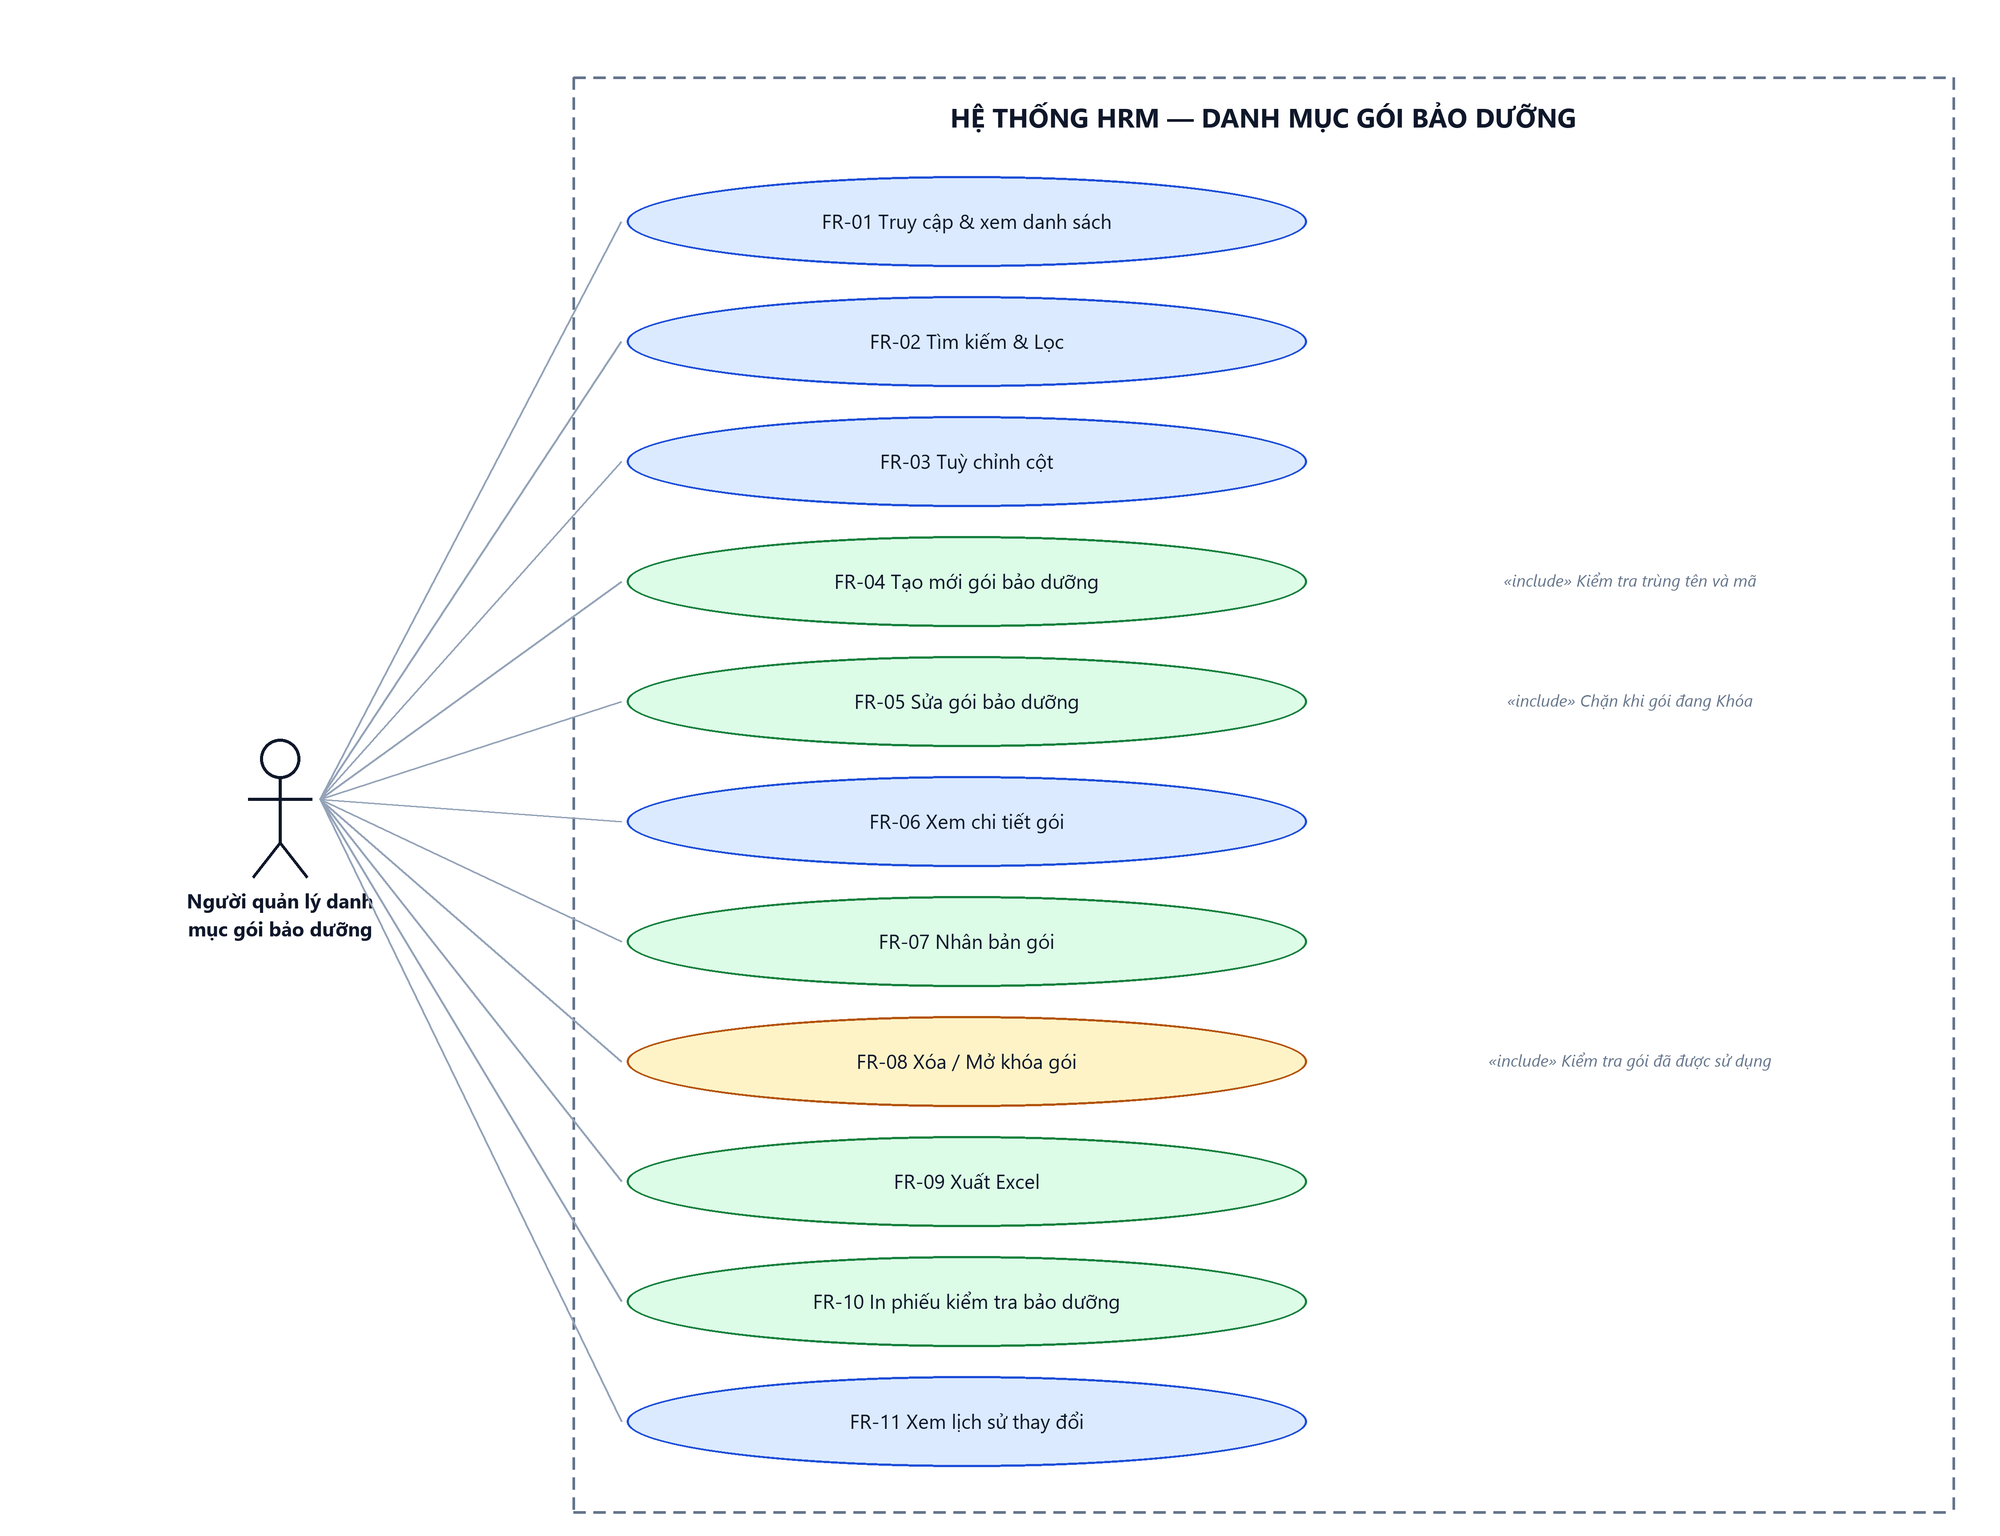 HỆ THỐNG HRM — DANH MỤC GÓI BẢO DƯỠNG
FR-01 Truy cập & xem danh sách
FR-02 Tìm kiếm & Lọc
FR-03 Tuỳ chỉnh cột
FR-04 Tạo mới gói bảo dưỡng
«include» Kiểm tra trùng tên và mã
FR-05 Sửa gói bảo dưỡng
«include» Chặn khi gói đang Khóa
FR-06 Xem chi tiết gói
Người quản lý danh
mục gói bảo dưỡng
FR-07 Nhân bản gói
FR-08 Xóa / Mở khóa gói
«include» Kiểm tra gói đã được sử dụng
FR-09 Xuất Excel
FR-10 In phiếu kiểm tra bảo dưỡng
FR-11 Xem lịch sử thay đổi